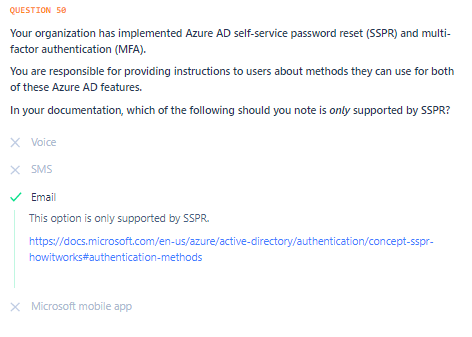 QUESTION 50
Your organization has implemented Azure AD self-service password reset (SSPR) and multi-
factor authentication (MFA).
You are responsible for providing instructions to users about methods they can use for both
of these Azure AD features.
In your documentation, which of the following should you note is only supported by SSPR?
Voice
SMS
Email
This option is only supported by SSPR.
https://docs.microsoft.com/en-us/azure/active-directory/authentication/concept-sspr-
howitworks#authentication-methods
Microsoft mobile app